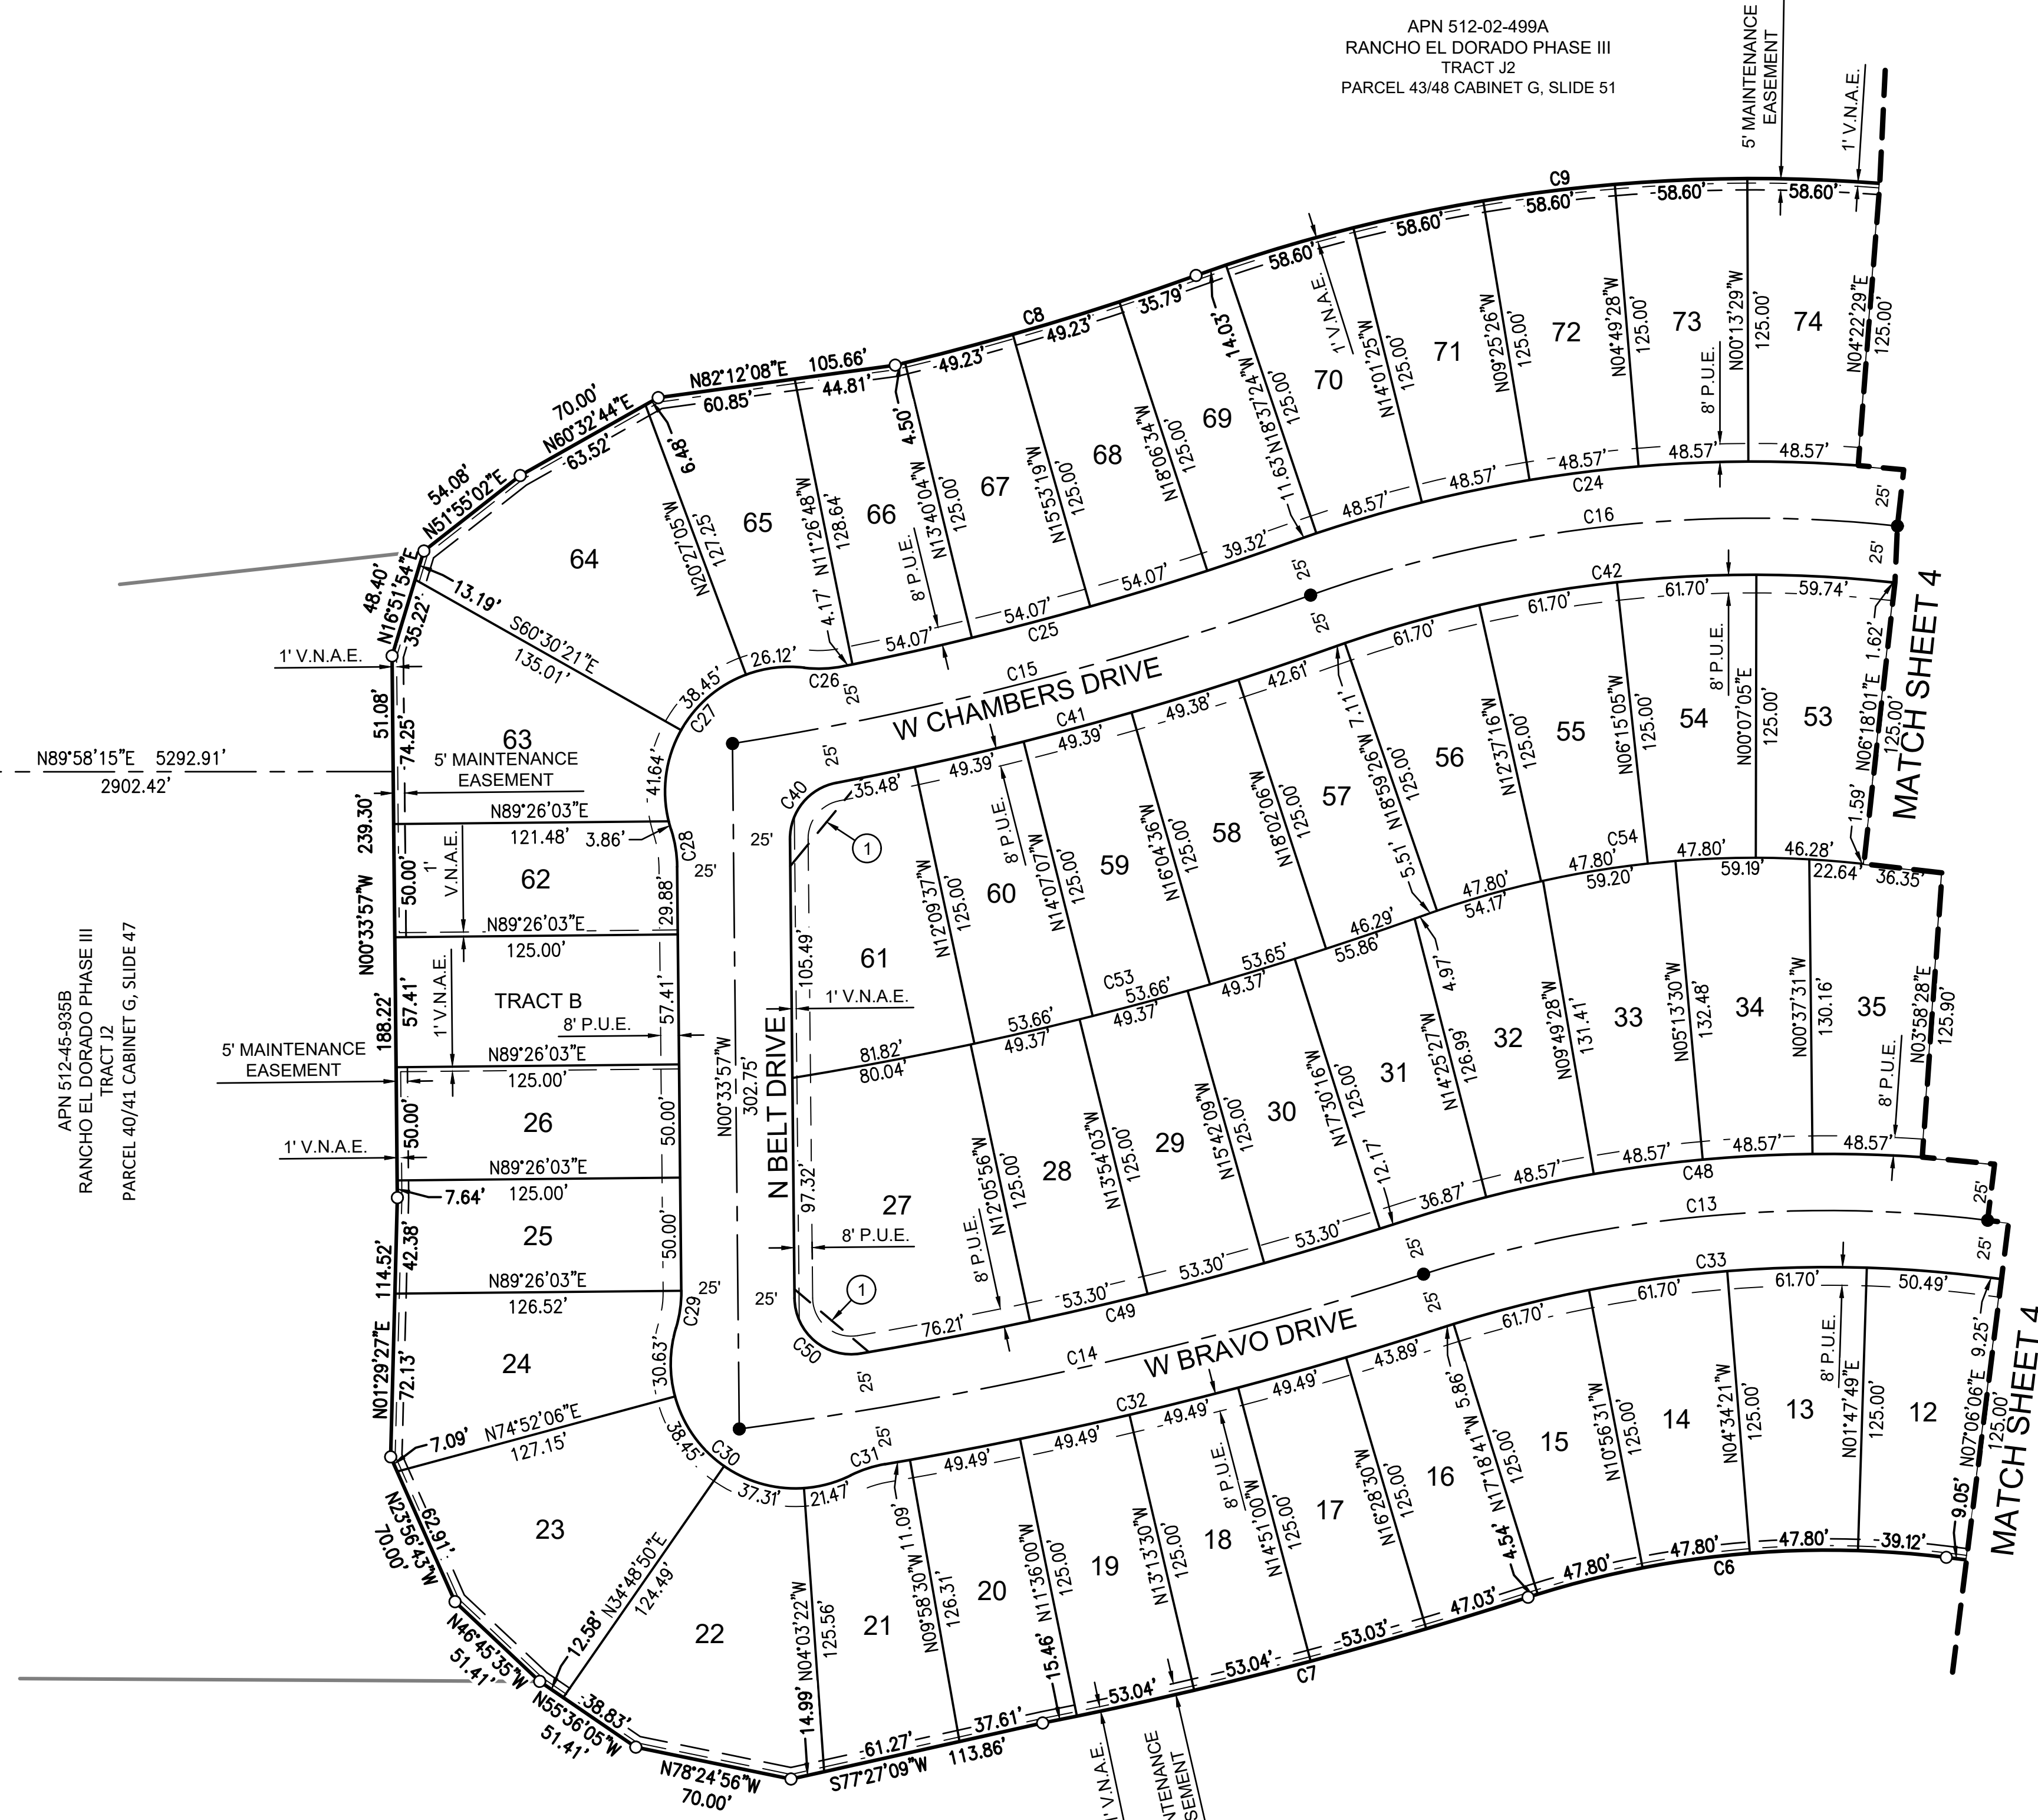 APN 512-02-499A
RANCHO EL DORADO PHASE III
TRACT J2
PARCEL 43/48 CABINET G, SLIDE 51
5' MAINTENANCE
EASEMENT
1' V.N.A.E.
C9
58.60'
58.60'
58.60'
58.60'
58.60'
C8
35.79'
14.03'
49.23'
49.23'
N82°12'08"E 105.66'
60.85'
44.81'
4.50'
70.00'
N60°32'44"E
63.52'
6.48'
54.08'
N51°55'02"E
48.40'
N16°51'54"E
35.22'
13.19'
S60°30'21"E
135.01'
64
N20°27'05"W
127.25'
65
N11°26'48"W
128.64'
4.17'
66
8' P.U.E.
N13°40'04"W
125.00'
67
N15°53'19"W
125.00'
68
N18°06'34"W
125.00'
69
11.63'
N18°37'24"W
125.00'
1' V.N.A.E.
70
N14°01'25"W
125.00'
71
N09°25'26"W
125.00'
72
N04°49'28"W
125.00'
73
8' P.U.E.
N00°13'29"W
125.00'
74
N04°22'29"E
125.00'
48.57'
48.57'
48.57'
48.57'
48.57'
C24
39.32'
54.07'
54.07'
54.07'
C25
26.12'
C26
38.45'
C27
41.64'
C28
25'
25'
C16
25'
25'
25'
C15
W CHAMBERS DRIVE
25'
25'
1' V.N.A.E.
51.08'
74.25'
63
5' MAINTENANCE
EASEMENT
N89°58'15"E 5292.91'
2902.42'
N89°26'03"E
121.48'
3.86'
N00°33'57"W 239.30'
50.00'
1'
V.N.A.E.
62
29.88'
N89°26'03"E
125.00'
188.22'
57.41'
1' V.N.A.E.
TRACT B
8' P.U.E.
57.41'
N89°26'03"E
125.00'
5' MAINTENANCE
EASEMENT
APN 512-45-935B
RANCHO EL DORADO PHASE III
TRACT J2
PARCEL 40/41 CABINET G, SLIDE 47
50.00'
26
50.00'
1' V.N.A.E.
7.64'
N89°26'03"E
125.00'
114.52'
42.38'
25
50.00'
N89°26'03"E
126.52'
C29
25'
25'
25'
N01°29'27"E
72.13'
24
30.63'
7.09'
N74°52'06"E
127.15'
N23°56'43"W
70.00'
62.91'
23
38.45'
C30
37.31'
N34°48'50"E
124.49'
12.58'
N46°45'35"W
51.41'
N55°36'05"W
51.41'
38.83'
22
N78°24'56"W
70.00'
21.47'
C31
25'
N04°03'22"W
125.56'
14.99'
S77°27'09"W 113.86'
61.27'
37.61'
21
11.09'
N09°58'30"W
126.31'
20
N11°36'00"W
125.00'
15.46'
19
N13°13'30"W
125.00'
18
8' P.U.E.
N14°51'00"W
125.00'
17
N16°28'30"W
125.00'
16
5.86'
N17°18'41"W
125.00'
4.54'
15
N10°56'31"W
125.00'
14
N04°34'21"W
125.00'
13
8' P.U.E.
N01°47'49"E
125.00'
12
9.25'
N07°06'06"E
125.00'
9.05'
MATCH SHEET 4
53.04'
53.04'
53.03'
47.03'
C7
47.80'
47.80'
47.80'
39.12'
C6
1' V.N.A.E.
NTENANCE
SEMENT
49.49'
49.49'
49.49'
49.49'
43.89'
C32
61.70'
61.70'
61.70'
50.49'
C33
25'
25'
25'
25'
C13
C14
W BRAVO DRIVE
25'
N00°33'57"W
302.75'
N BELT DRIVE
C40
25'
1
35.48'
49.39'
49.39'
49.38'
42.61'
C41
7.11'
61.70'
61.70'
61.70'
59.74'
C42
61
105.49'
1' V.N.A.E.
N12°09'37"W
125.00'
60
8' P.U.E.
N14°07'07"W
125.00'
59
N16°04'36"W
125.00'
58
N18°02'06"W
125.00'
57
N18°59'26"W
125.00'
5.51'
56
N12°37'16"W
125.00'
55
N06°15'05"W
125.00'
54
8' P.U.E.
N00°07'05"E
125.00'
53
1.62'
N06°18'01"E
125.00'
1.59'
MATCH SHEET 4
81.82'
80.04'
53.66'
49.37'
C53
53.66'
49.37'
53.65'
49.37'
46.29'
55.86'
47.80'
54.17'
C54
47.80'
59.20'
47.80'
59.19'
46.28'
22.64'
36.35'
27
97.32'
8' P.U.E.
1
C50
8' P.U.E.
N12°05'56"W
125.00'
28
N13°54'03"W
125.00'
29
N15°42'09"W
125.00'
30
N17°30'16"W
125.00'
12.17'
31
4.97'
N14°25'27"W
126.99'
32
N09°49'28"W
131.41'
33
N05°13'30"W
132.48'
34
N00°37'31"W
130.16'
35
8' P.U.E.
N03°58'28"E
125.90'
76.21'
53.30'
53.30'
53.30'
C49
36.87'
48.57'
48.57'
48.57'
48.57'
C48